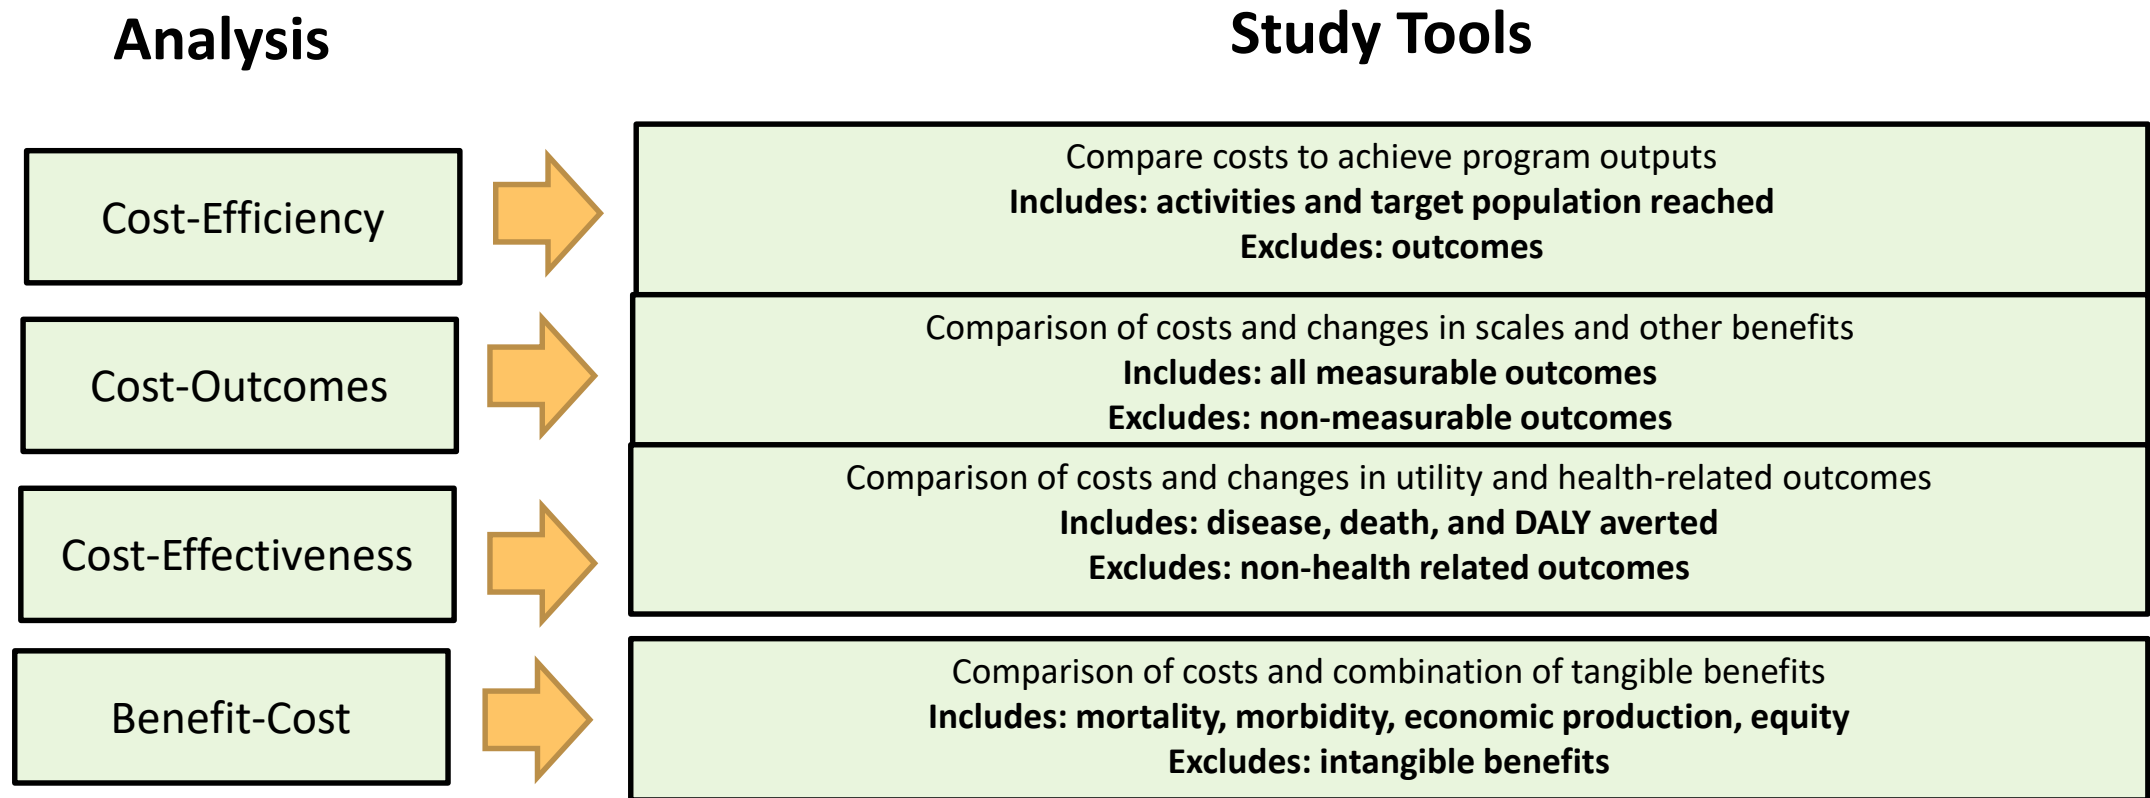 Analysis
Study Tools
Cost-Efficiency
Compare costs to achieve program outputs
Includes: activities and target population reached
Excludes: outcomes
Cost-Outcomes
Comparison of costs and changes in scales and other benefits
Includes: all measurable outcomes
Excludes: non-measurable outcomes
Cost-Effectiveness
Comparison of costs and changes in utility and health-related outcomes
Includes: disease, death, and DALY averted
Excludes: non-health related outcomes
Benefit-Cost
Comparison of costs and combination of tangible benefits
Includes: mortality, morbidity, economic production, equity
Excludes: intangible benefits